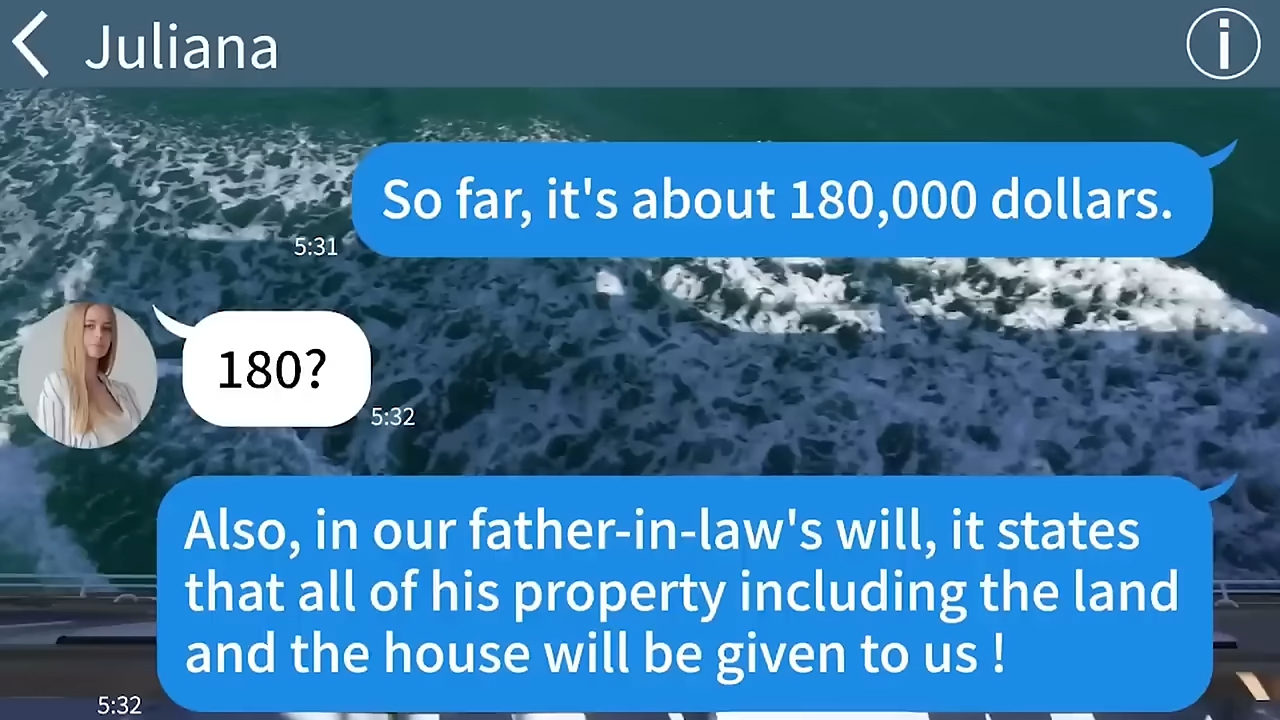 Juliana
So far, it's about 180,000 dollars.
5:31
180?
5:32
Also, in our father-in-law's will, it states
that all of his property including the land
and the house will be given to us !
5:32